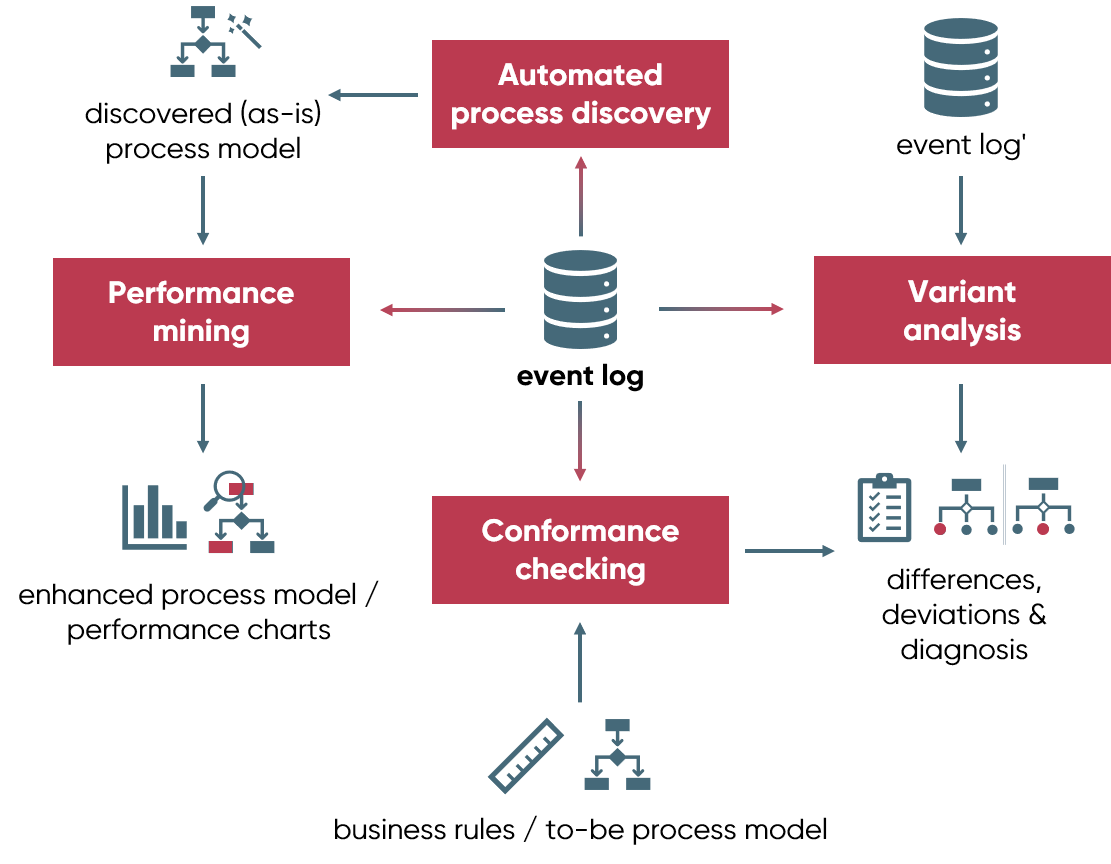 Automated
process discovery
discovered (as-is)
process model
event log'
Performance
mining
Variant
analysis
event log
Conformance
checking
enhanced process model /
performance charts
differences,
deviations &
diagnosis
business rules / to-be process model